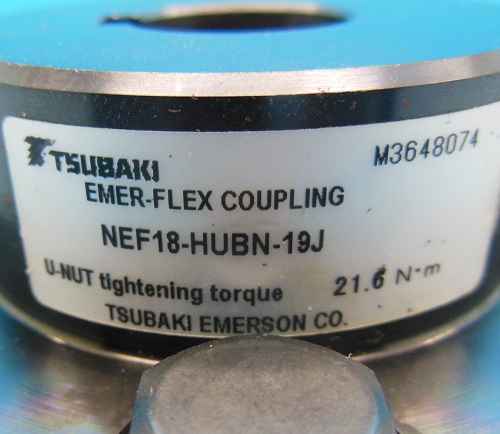 TSUBAKI M3648074
EMER-FLEX COUPLING
NEF18-HUBN-19J
U-NUT tightening torque 21.6 N-m
TSUBAKI EMERSON CO.